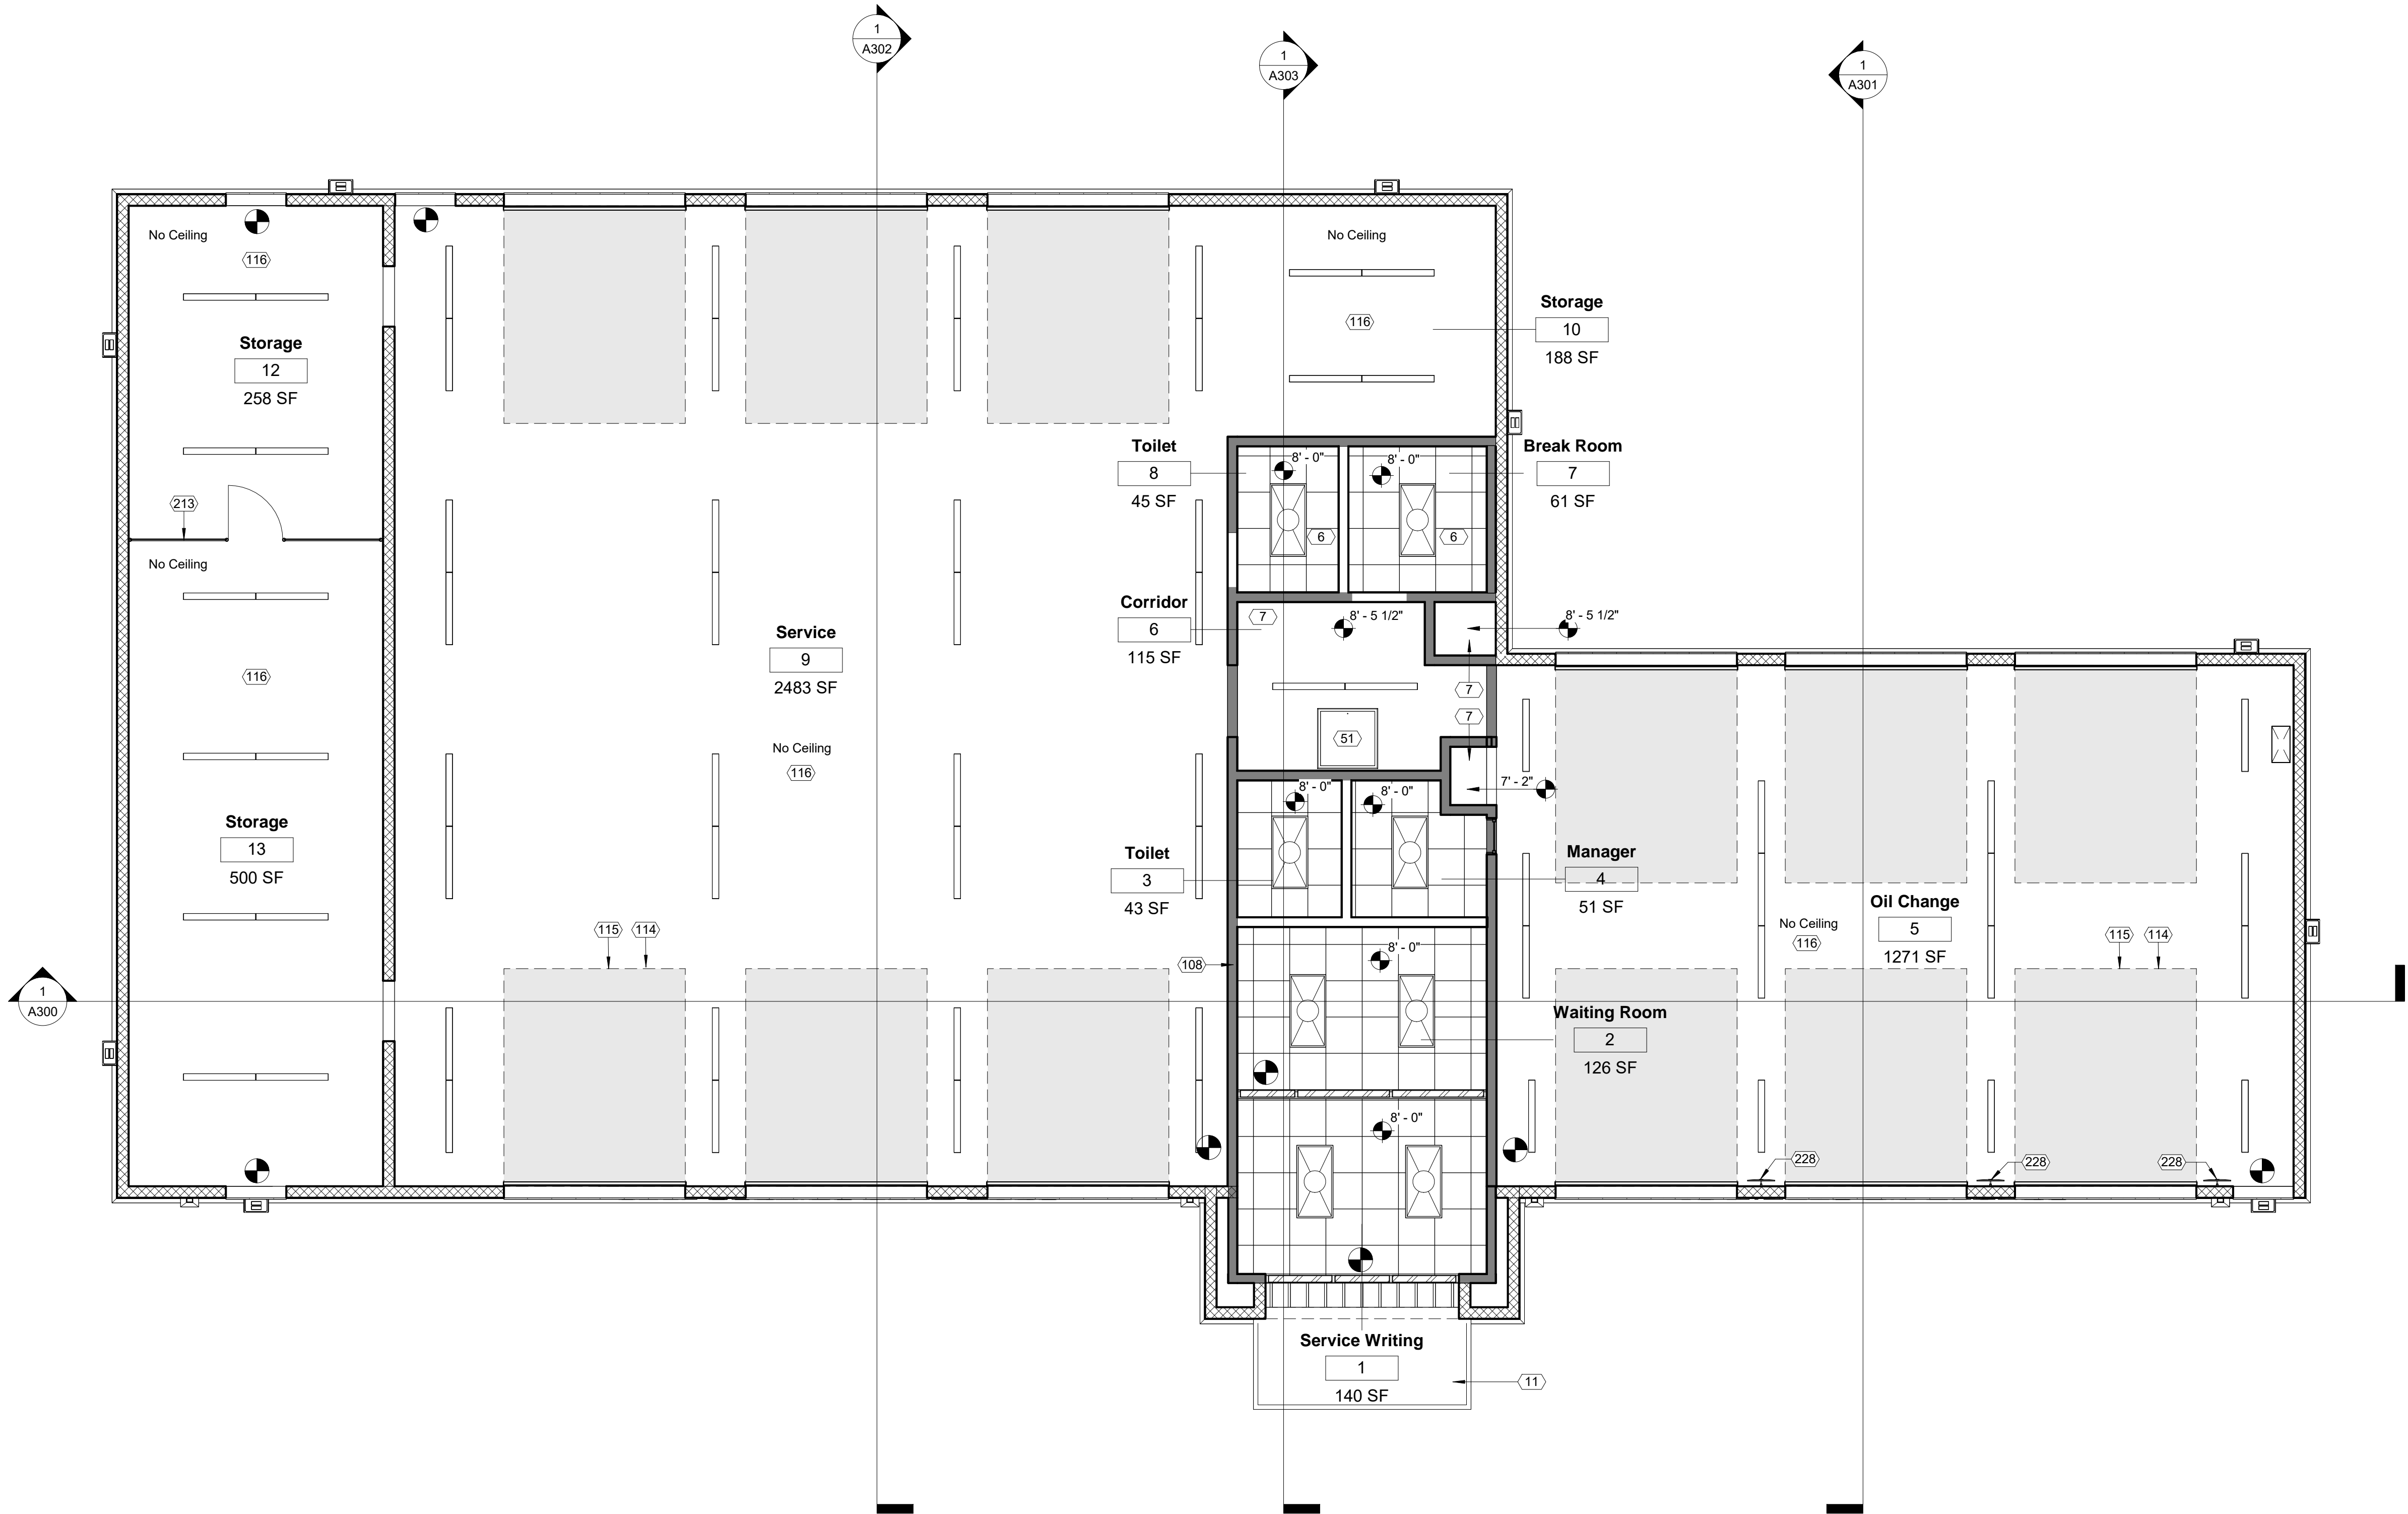 1
A302
1
A303
1
A301
No Ceiling
116
Storage
12
258 SF
213
No Ceiling
116
Storage
13
500 SF
Service
9
2483 SF
No Ceiling
116
115
114
No Ceiling
116
Storage
10
188 SF
Toilet
8
45 SF
8' - 0"
8' - 0"
6
6
Break Room
7
61 SF
Corridor
6
115 SF
7
8' - 5 1/2"
8' - 5 1/2"
7
7
51
7' - 2"
Toilet
3
43 SF
8' - 0"
8' - 0"
Manager
4
51 SF
108
8' - 0"
Waiting Room
2
126 SF
8' - 0"
Oil Change
5
1271 SF
No Ceiling
116
115
114
228
228
228
1
A300
Service Writing
1
140 SF
11